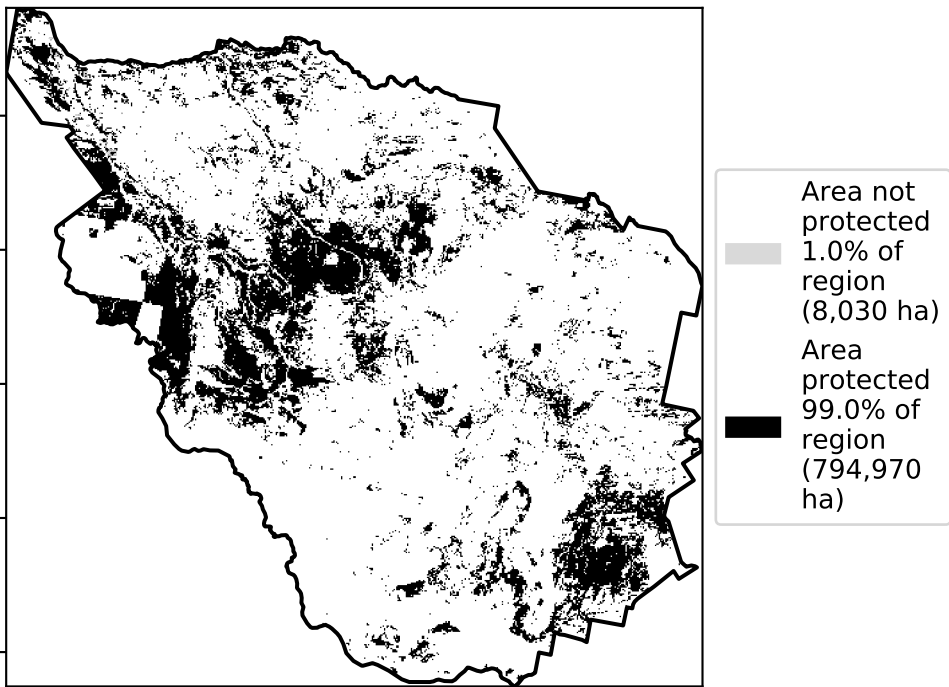 Area not
protected
1.0% of
region
(8,030 ha)
Area
protected
99.0% of
region
(794,970
ha)